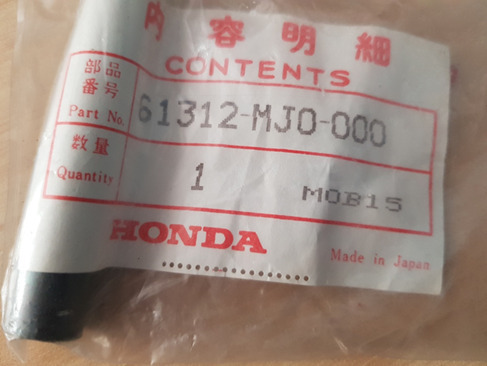 内容明細
CONTENTS
部品番号
Part No. 61312-MJ0-000
数量
Quantity 1 MOB15
HONDA
Made in Japan